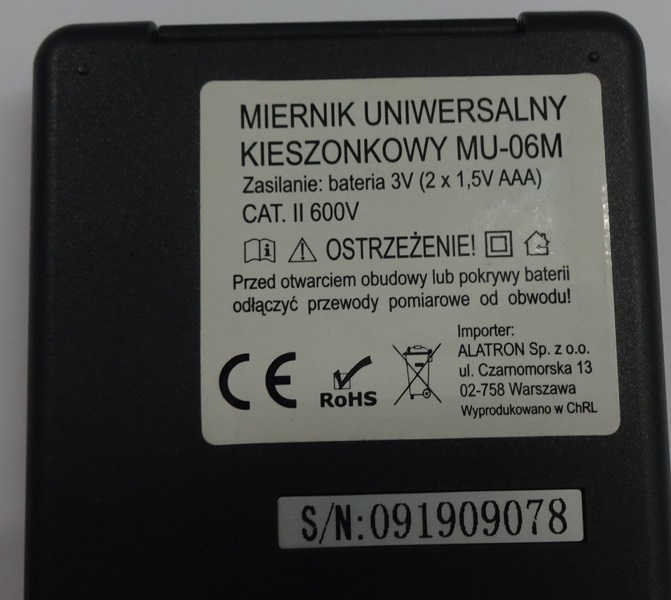 MIERNIK UNIWERSALNY
KIESZONKOWY MU-06M
Zasilanie: bateria 3V (2 x 1,5V AAA)
CAT. II 600V
OSTRZEŻENIE!
Przed otwarciem obudowy lub pokrywy baterii
odłączyć przewody pomiarowe od obwodu!
CE
RoHS
Importer:
ALATRON Sp. z o.o.
ul. Czarnomorska 13
02-758 Warszawa
Wyprodukowano w ChRL
S/N:091909078